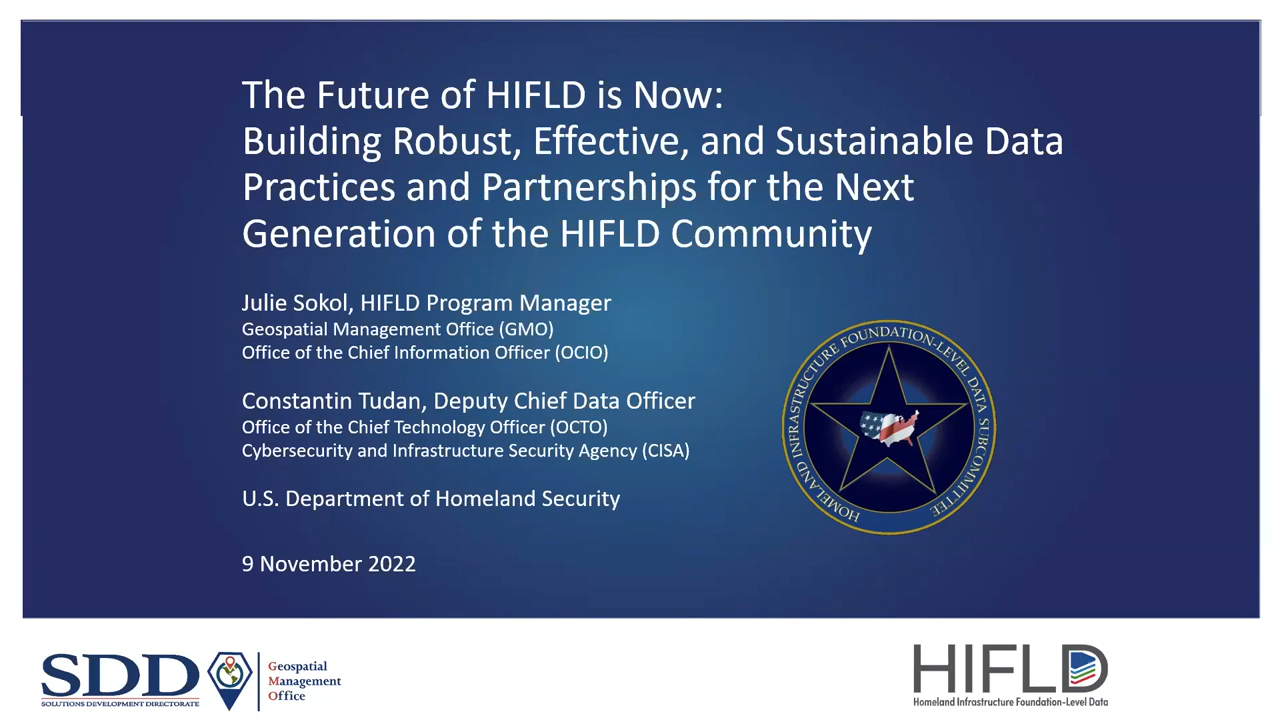 The Future of HIFLD is Now:
Building Robust, Effective, and Sustainable Data
Practices and Partnerships for the Next
Generation of the HIFLD Community
Julie Sokol, HIFLD Program Manager
Geospatial Management Office (GMO)
Office of the Chief Information Officer (OCIO)
Constantin Tudan, Deputy Chief Data Officer
Office of the Chief Technology Officer (OCTO)
Cybersecurity and Infrastructure Security Agency (CISA)
U.S. Department of Homeland Security
9 November 2022
HOMELAND INFRASTRUCTURE FOUNDATION-LEVEL DATA SUBCOMMITTEE
SDD
SOLUTIONS DEVELOPMENT DIRECTORATE
Geospatial
Management
Office
HIFLD
Homeland Infrastructure Foundation-Level Data